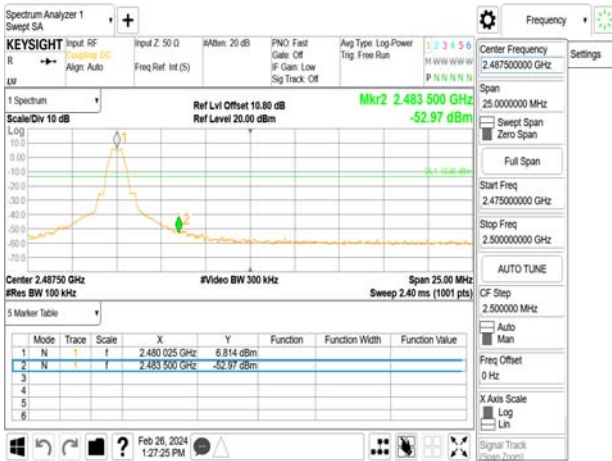 Spectrum Analyzer 1
Swept SA
Frequency
Settings
KEYSIGHT
R
Input: RF
Coupling: DC
Align: Auto
Input Z: 50 Ω
Freq Ref: Int (S)
#Atten: 20 dB
PNO: Fast
Gate: Off
IF Gain: Low
Sig Track: Off
Avg Type: Log-Power
Trig: Free Run
1 2 3 4 5 6
M W W W W W
P N N N N N
1 Spectrum
Scale/Div 10 dB
Ref Lvl Offset 10.80 dB
Ref Level 20.00 dBm
Mkr2 2.483 500 GHz
-52.97 dBm
Log
10.0
0.00
-10.0
-20.0
-30.0
-40.0
-50.0
-60.0
-70.0
1
2
Center 2.48750 GHz
#Res BW 100 kHz
#Video BW 300 kHz
Span 25.00 MHz
Sweep 2.40 ms (1001 pts)
5 Marker Table
Mode Trace Scale X Y Function Function Width Function Value
1 N 1 f 2.480 025 GHz 6.814 dBm
2 N 1 f 2.483 500 GHz -52.97 dBm
3
4
5
6
Feb 26, 2024
1:27:25 PM
Center Frequency
2.487500000 GHz
Span
25.0000000 MHz
Swept Span
Zero Span
Full Span
Start Freq
2.475000000 GHz
Stop Freq
2.500000000 GHz
AUTO TUNE
CF Step
2.500000 MHz
Auto
Man
Freq Offset
0 Hz
X Axis Scale
Log
Lin
Signal Track
(Span Zoom)